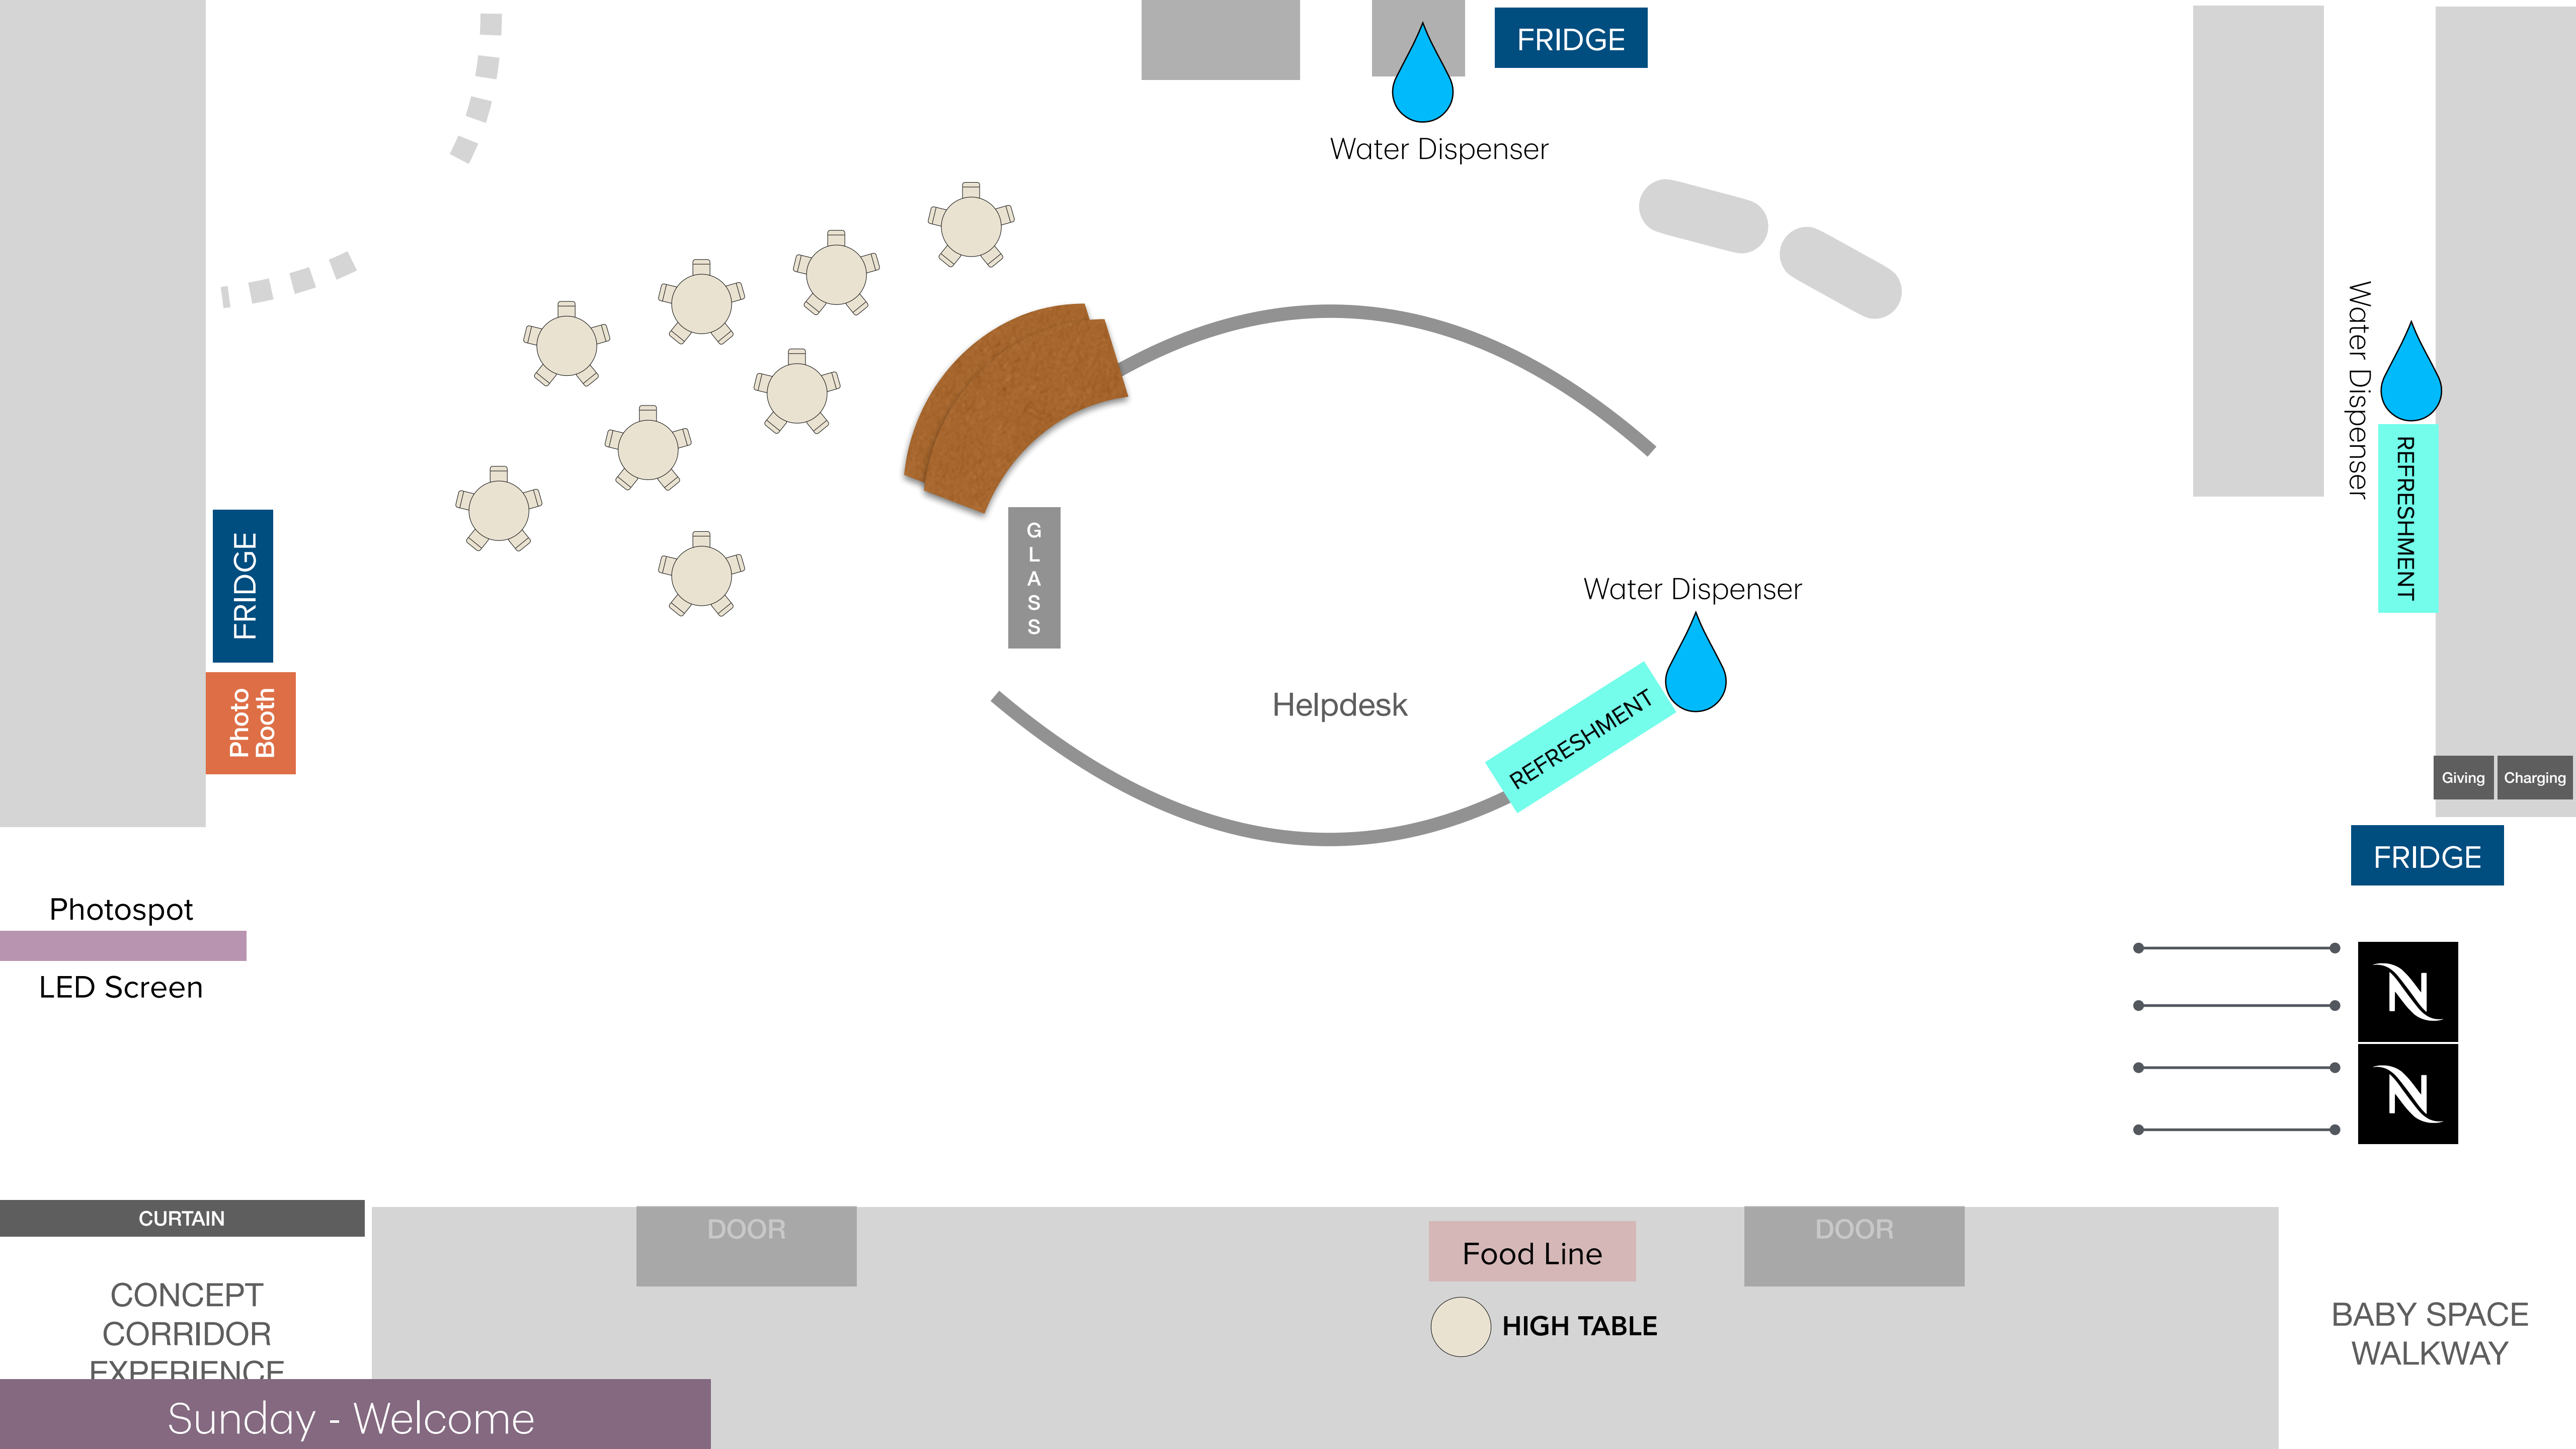 FRIDGE
Water Dispenser
Water Dispenser
REFRESHMENT
G
L
A
S
S
FRIDGE
Water Dispenser
Photo
Booth
Helpdesk
REFRESHMENT
Giving
Charging
FRIDGE
Photospot
LED Screen
N
N
CURTAIN
DOOR
DOOR
Food Line
HIGH TABLE
CONCEPT
CORRIDOR
EXPERIENCE
BABY SPACE
WALKWAY
Sunday - Welcome